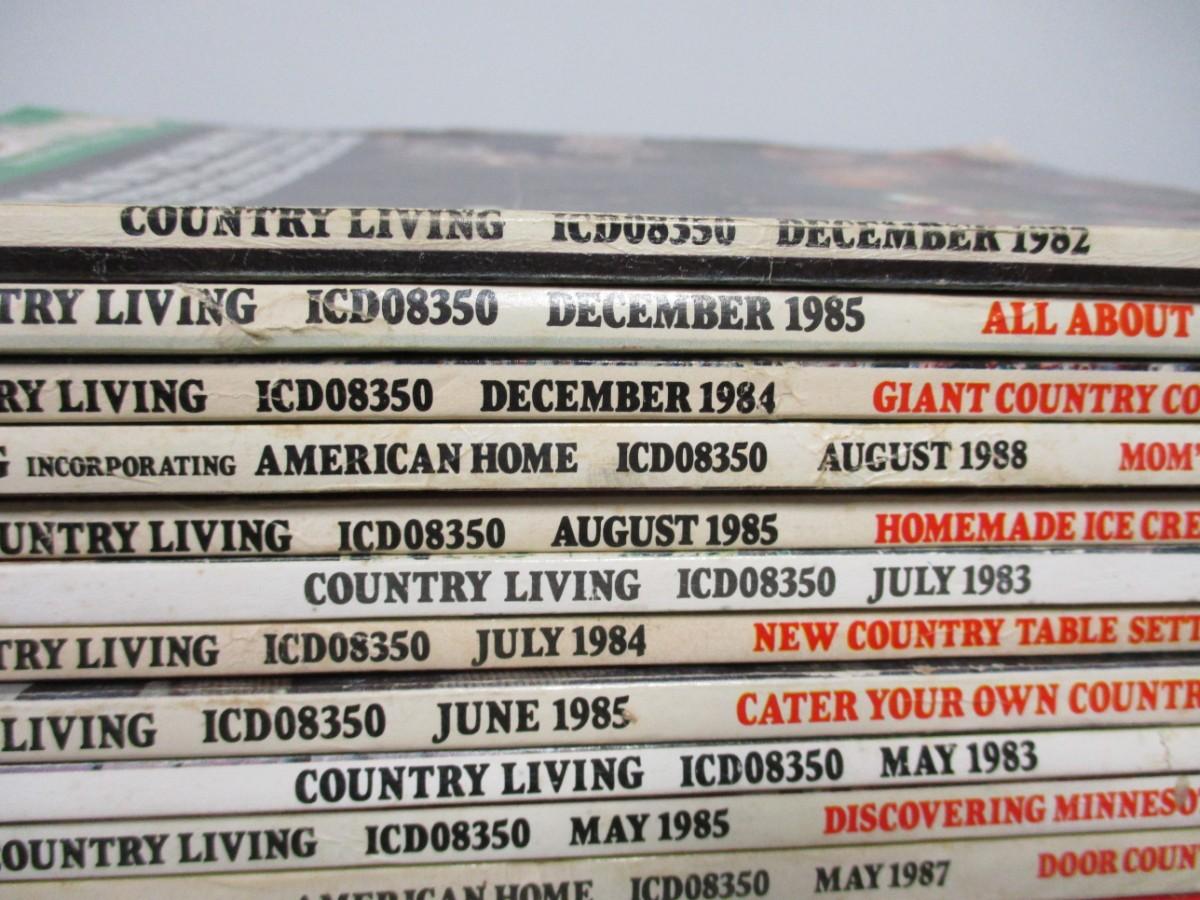 COUNTRY LIVING ICD08350 DECEMBER 1982
TRY LIVING ICD08350 DECEMBER 1985 ALL ABOUT
RY LIVING ICD08350 DECEMBER 1984 GIANT COUNTRY CO
G INCORPORATING AMERICAN HOME ICD08350 AUGUST 1988 MOM'
UNTRY LIVING ICD08350 AUGUST 1985 HOMEMADE ICE CRE
COUNTRY LIVING ICD08350 JULY 1983
TRY LIVING ICD08350 JULY 1984 NEW COUNTRY TABLE SETT
LIVING ICD08350 JUNE 1985 CATER YOUR OWN COUNTR
COUNTRY LIVING ICD08350 MAY 1983
OUNTRY LIVING ICD08350 MAY 1985 DISCOVERING MINNESO
AMERICAN HOME ICD08350 MAY 1987 DOOR COUN